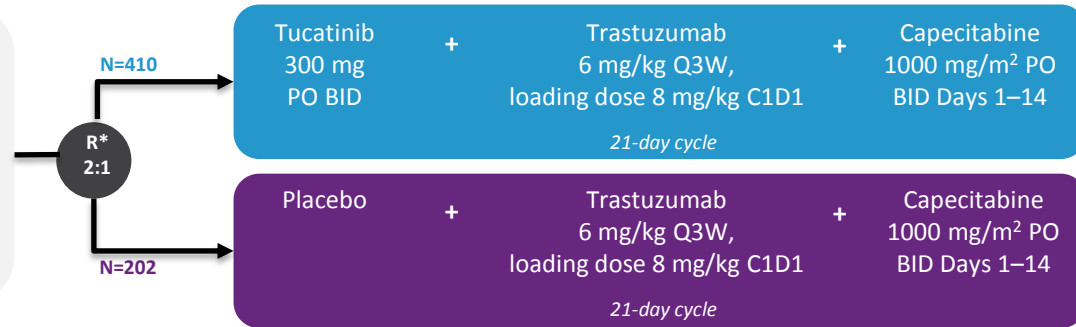 N=410
R*
2:1
N=202
Tucatinib
300 mg
PO BID
+
Trastuzumab
6 mg/kg Q3W,
loading dose 8 mg/kg C1D1
+
Capecitabine
1000 mg/m² PO
BID Days 1–14
21-day cycle
Placebo
+
Trastuzumab
6 mg/kg Q3W,
loading dose 8 mg/kg C1D1
+
Capecitabine
1000 mg/m² PO
BID Days 1–14
21-day cycle